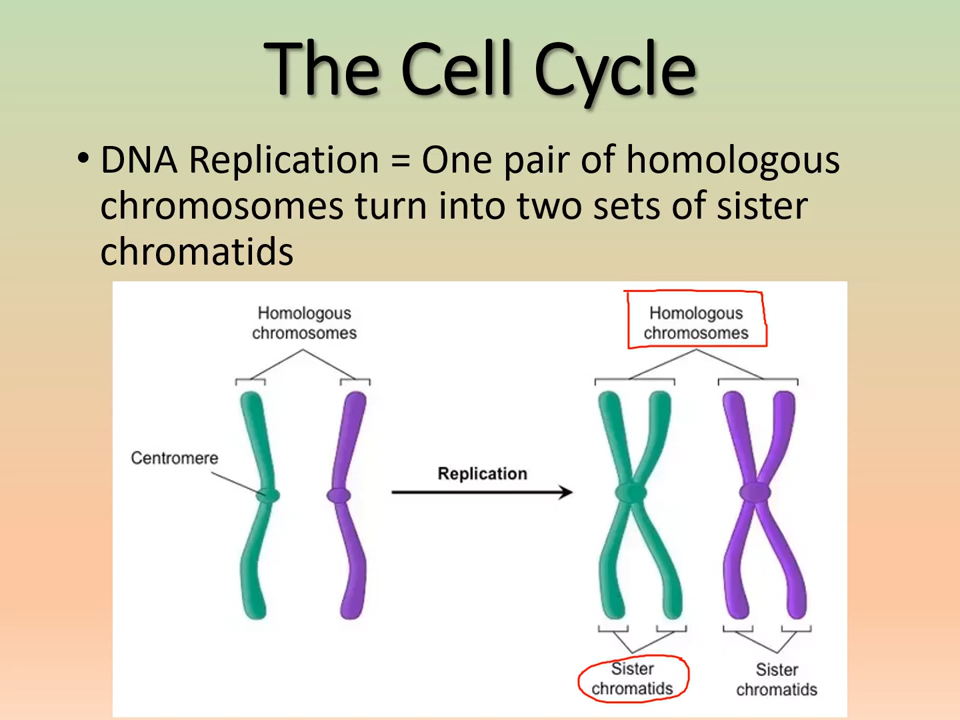 The Cell Cycle
• DNA Replication = One pair of homologous
chromosomes turn into two sets of sister
chromatids
Homologous
chromosomes
Homologous
chromosomes
Centromere
Replication
Sister
chromatids
Sister
chromatids